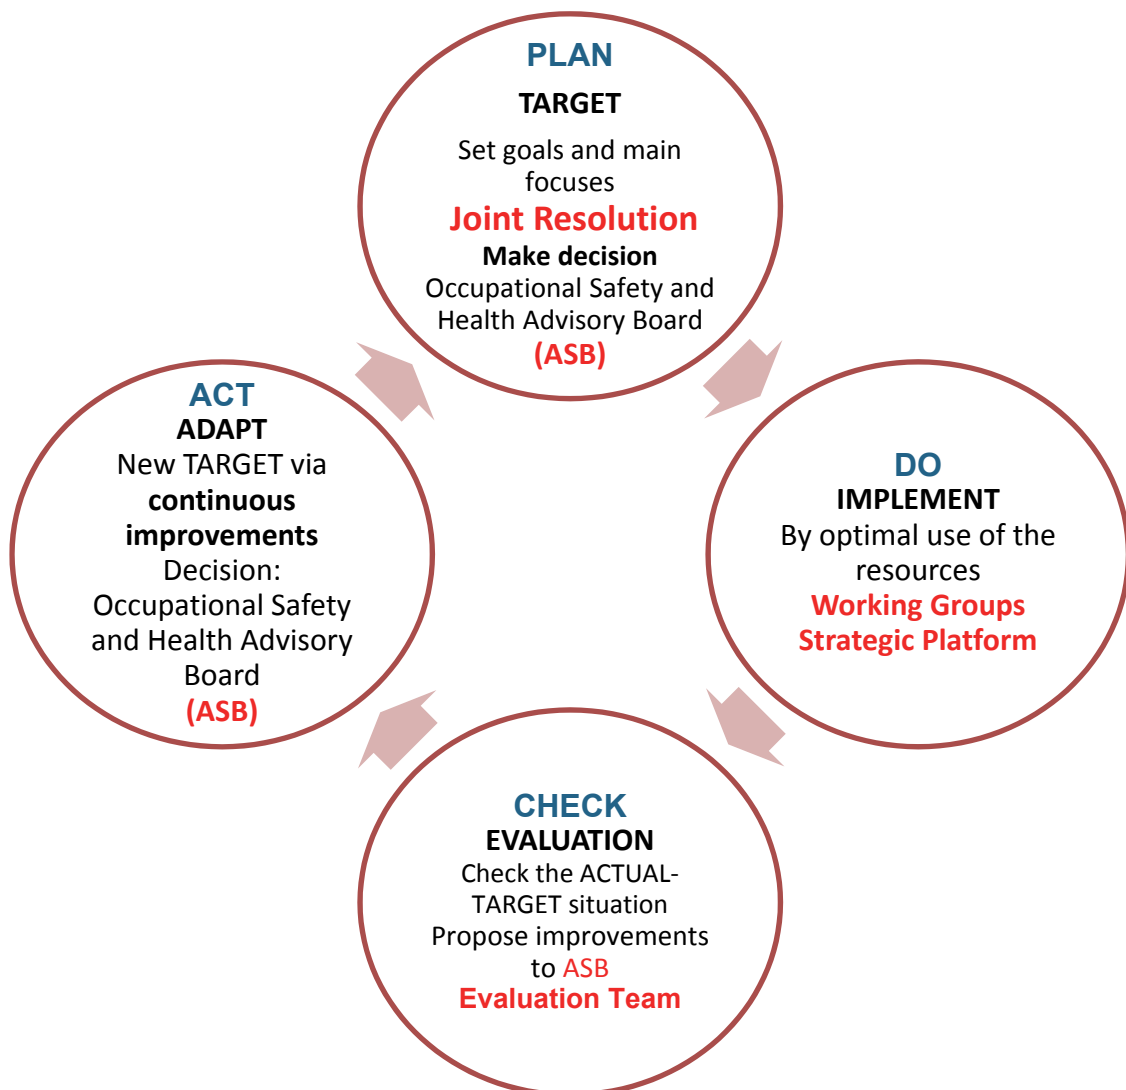 PLAN
TARGET
Set goals and main
focuses
Joint Resolution
Make decision
Occupational Safety and
Health Advisory Board
(ASB)
ACT
ADAPT
New TARGET via
continuous
improvements
Decision:
Occupational Safety
and Health Advisory
Board
(ASB)
DO
IMPLEMENT
By optimal use of the
resources
Working Groups
Strategic Platform
CHECK
EVALUATION
Check the ACTUAL-
TARGET situation
Propose improvements
to ASB
Evaluation Team